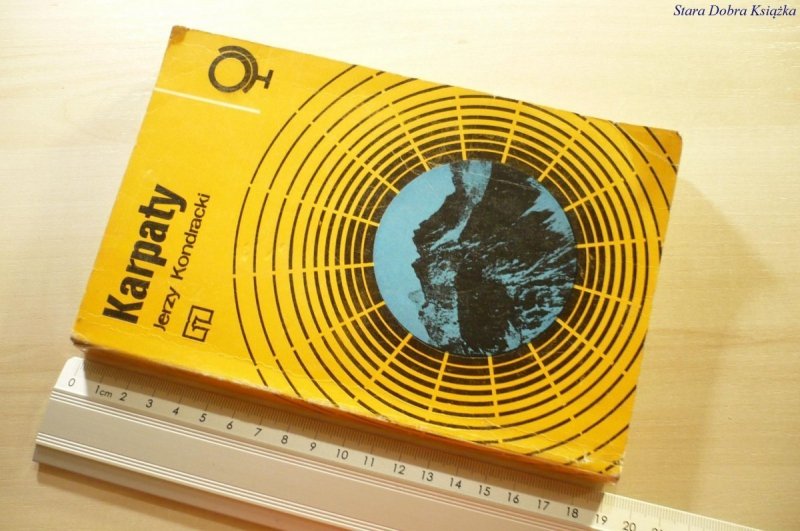 Stara Dobra Książka
Karpaty
Jerzy Kondracki
0 1cm 2 3 4 5 6 7 8 9 10 11 12 13 14 15 16 17 18 19 20